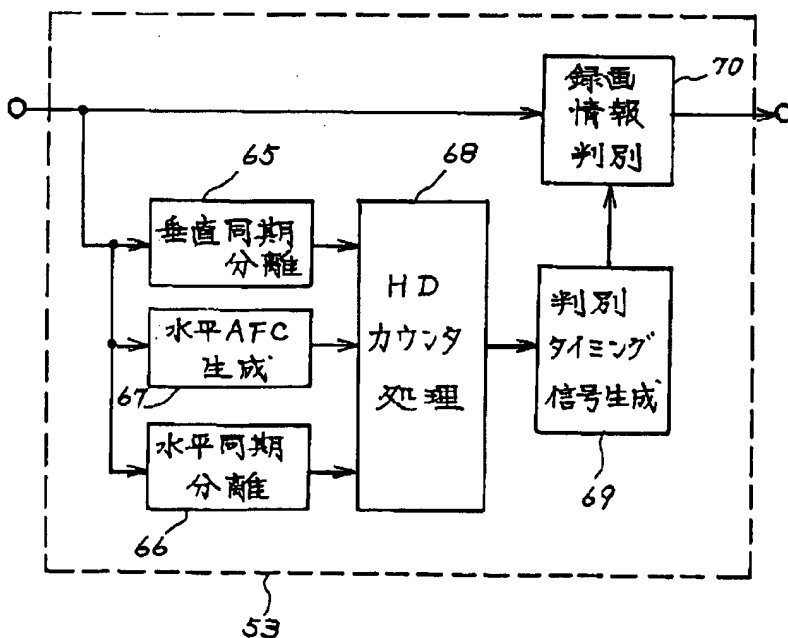 録画
情報
判別
70
65
垂直同期
分離
68
HD
カウンタ
処理
水平AFC
生成
67
水平同期
分離
66
判別
タイミング
信号生成
69
53